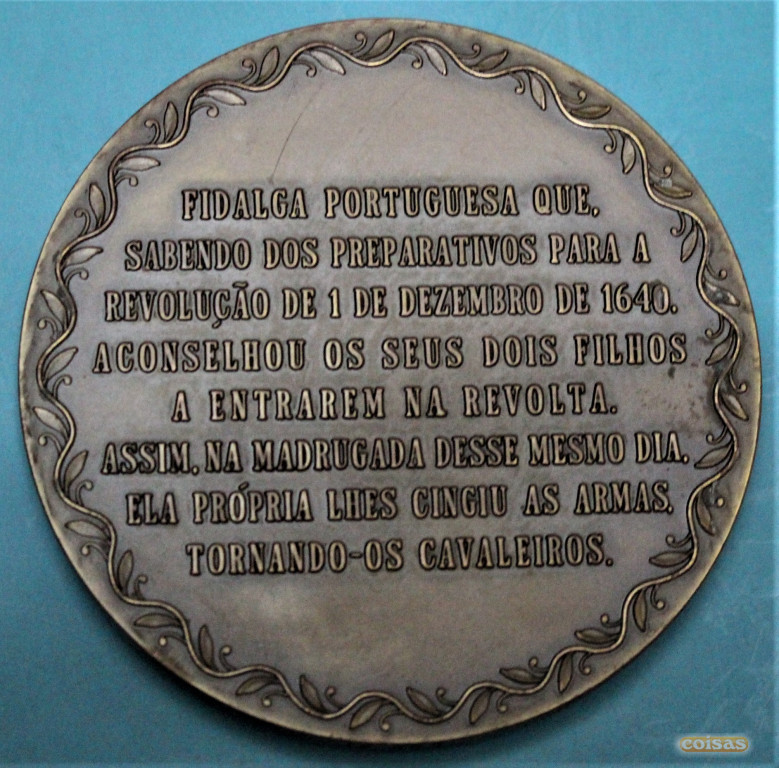 FIDALGA PORTUGUESA QUE,
SABENDO DOS PREPARATIVOS PARA A
REVOLUÇÃO DE 1 DE DEZEMBRO DE 1640,
ACONSELHOU OS SEUS DOIS FILHOS
A ENTRAREM NA REVOLTA.
ASSIM, NA MADRUGADA DESSE MESMO DIA,
ELA PRÓPRIA LHES CINGIU AS ARMAS,
TORNANDO-OS CAVALEIROS.
coisas